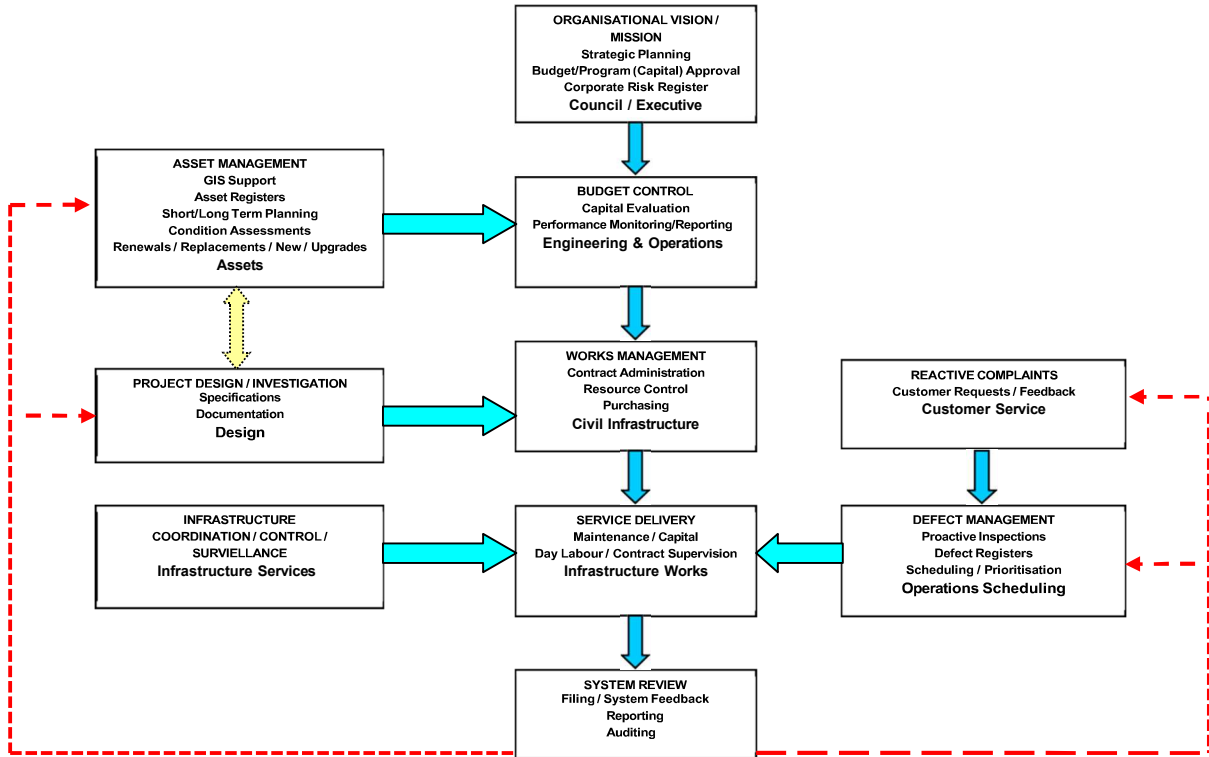 ORGANISATIONAL VISION /
MISSION
Strategic Planning
Budget/Program (Capital) Approval
Corporate Risk Register
Council / Executive
ASSET MANAGEMENT
GIS Support
Asset Registers
Short/Long Term Planning
Condition Assessments
Renewals / Replacements / New / Upgrades
Assets
BUDGET CONTROL
Capital Evaluation
Performance Monitoring/Reporting
Engineering & Operations
PROJECT DESIGN / INVESTIGATION
Specifications
Documentation
Design
WORKS MANAGEMENT
Contract Administration
Resource Control
Purchasing
Civil Infrastructure
REACTIVE COMPLAINTS
Customer Requests / Feedback
Customer Service
INFRASTRUCTURE
COORDINATION / CONTROL /
SURVIELLANCE
Infrastructure Services
SERVICE DELIVERY
Maintenance / Capital
Day Labour / Contract Supervision
Infrastructure Works
DEFECT MANAGEMENT
Proactive Inspections
Defect Registers
Scheduling / Prioritisation
Operations Scheduling
SYSTEM REVIEW
Filing / System Feedback
Reporting
Auditing